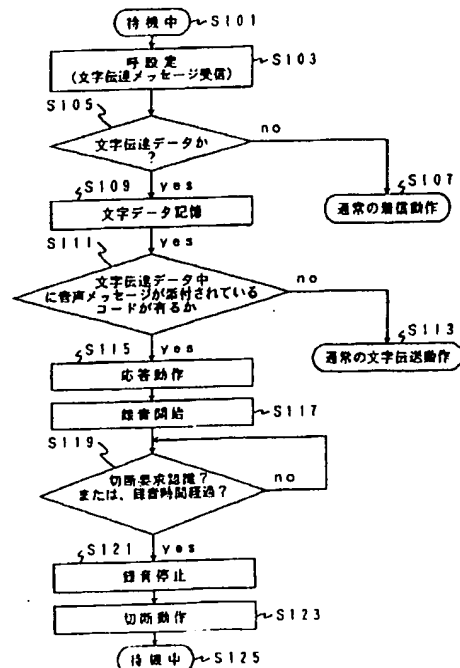 待機中 S101
呼設定 S103
(文字伝達メッセージ受信)
S105
文字伝達データか
?
no
S107
通常の着信動作
S109 yes
文字データ記憶
S111 yes
文字伝達データ中
に音声メッセージが添付されている
コードが有るか
no
S113
通常の文字伝送動作
S115 yes
応答動作
録音開始 S117
S119
切断要求認識?
または、録音時間経過?
no
S121 yes
録音停止
切断動作 S123
待機中 S125